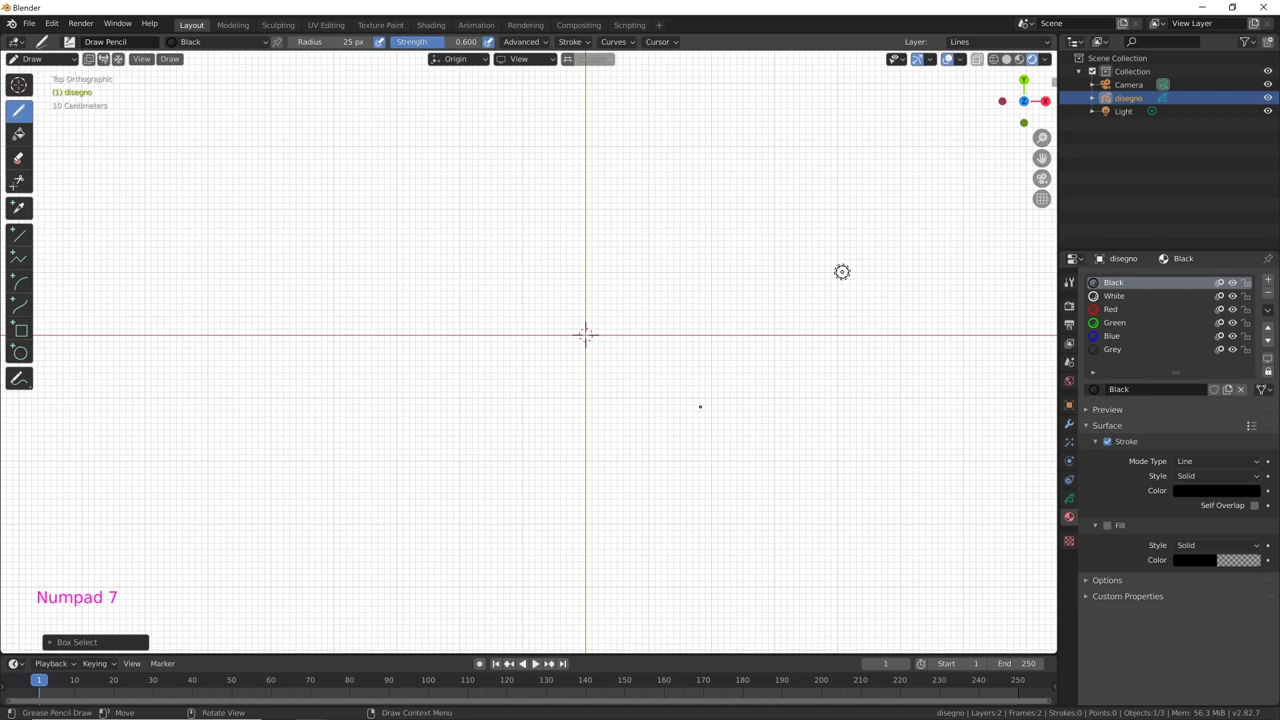 Blender
File Edit Render Window Help Layout Modeling Sculpting UV Editing Texture Paint Shading Animation Rendering Compositing Scripting + Scene View Layer
Draw Pencil Black Radius 25 px Strength 0.600 Advanced Stroke Curves Cursor Layer: Lines
Draw View Draw Origin View
Top Orthographic
(1) disegno
10 Centimeters
Y
Z X
Numpad 7
Box Select
Scene Collection
Collection
Camera
disegno
Light
disegno Black
Black
White
Red
Green
Blue
Grey
Black
Preview
Surface
Stroke
Mode Type Line
Style Solid
Color
Self Overlap
Fill
Style Solid
Color
Options
Custom Properties
Playback Keying View Marker 1 Start 1 End 250
1 10 20 30 40 50 60 70 80 90 100 110 120 130 140 150 160 170 180 190 200 210 220 230 240 250
Grease Pencil Draw Move Rotate View Draw Context Menu disegno | Layers:2 | Frames:2 | Strokes:0 | Points:0 | Objects:1/3 | Mem: 56.3 MiB | v2.82.7